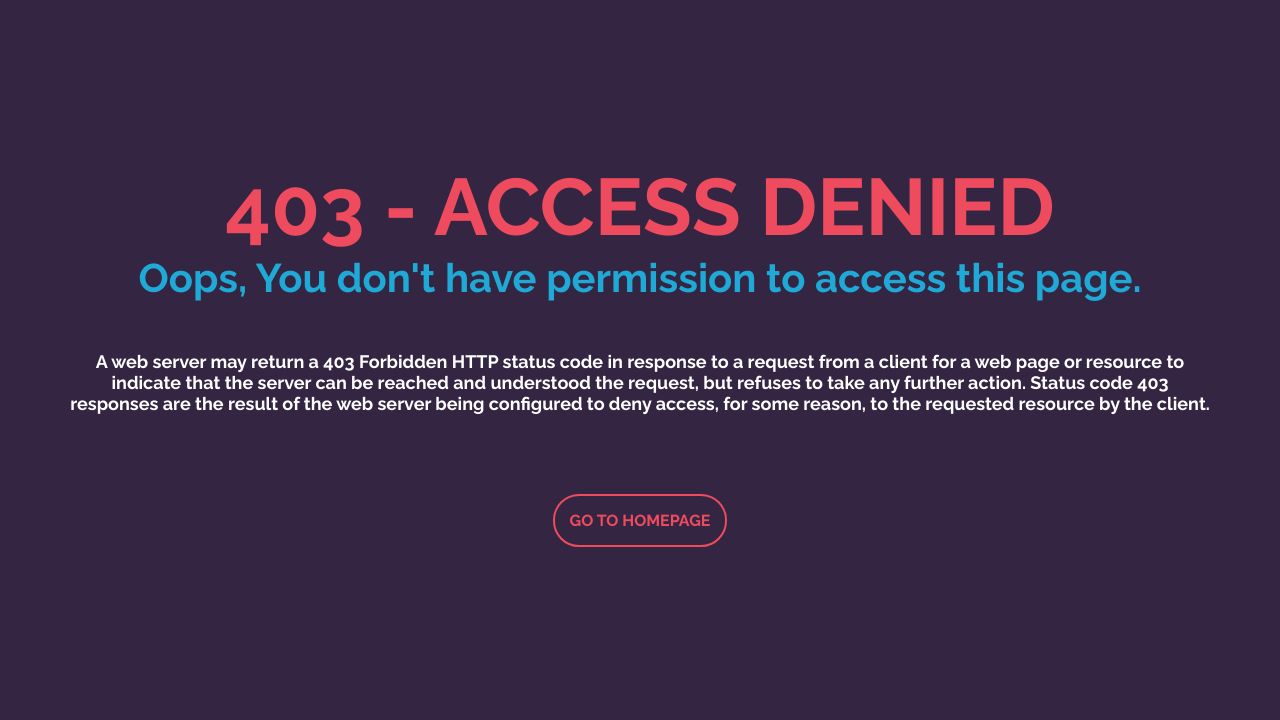 403 - ACCESS DENIED
Oops, You don't have permission to access this page.
A web server may return a 403 Forbidden HTTP status code in response to a request from a client for a web page or resource to
indicate that the server can be reached and understood the request, but refuses to take any further action. Status code 403
responses are the result of the web server being configured to deny access, for some reason, to the requested resource by the client.
GO TO HOMEPAGE